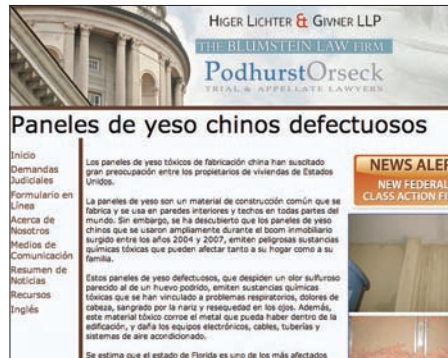 HIGER LICHTER & GIVNER LLP
THE BLUMSTEIN LAW FIRM
PodhurstOrseck
TRIAL & APPELLATE LAWYERS
Paneles de yeso chinos defectuosos
Inicio
Demandas
Judiciales
Formulario en
Línea
Acerca de
Nosotros
Medios de
Comunicación
Resumen de
Noticias
Recursos
Inglés
Los paneles de yeso tóxicos de fabricación china han suscitado
gran preocupación entre los propietarios de viviendas de Estados
Unidos.
La paneles de yeso son un material de construcción común que se
fabrica y se usa en paredes interiores y techos en todas partes del
mundo. Sin embargo, se ha descubierto que los paneles de yeso
chinos que se usaron ampliamente durante el boom inmobiliario
surgido entre los años 2004 y 2007, emiten peligrosas sustancias
químicas tóxicas que pueden afectar tanto a su hogar como a su
familia.
Estos paneles de yeso defectuosos, que despiden un olor sulfuroso
parecido al de un huevo podrido, emiten sustancias químicas
tóxicas que se han vinculado a problemas respiratorios, dolores de
cabeza, sangrado por la nariz y resequedad en los ojos. Además,
este material tóxico corroe el metal que pueda haber dentro de la
edificación, y daña los equipos electrónicos, cables, tuberías y
sistemas de aire acondicionado.
Se estima que el estado de Florida es uno de los más afectados
NEWS ALER
NEW FEDERAL
CLASS ACTION FI